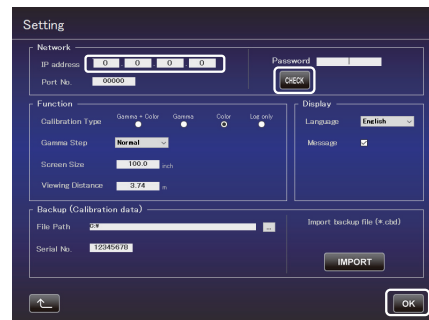 Setting
Network
IP address 0 . 0 . 0 . 0
Password
Port No. 00000
CHECK
Function
Calibration Type Gamma + Color Gamma Color Log only
Gamma Step Normal
Screen Size 100.0 inch
Viewing Distance 3.74 m
Display
Language English
Message
Backup (Calibration data)
File Path D:¥ ...
Serial No. 12345678
Import backup file (*.cbd)
IMPORT
OK